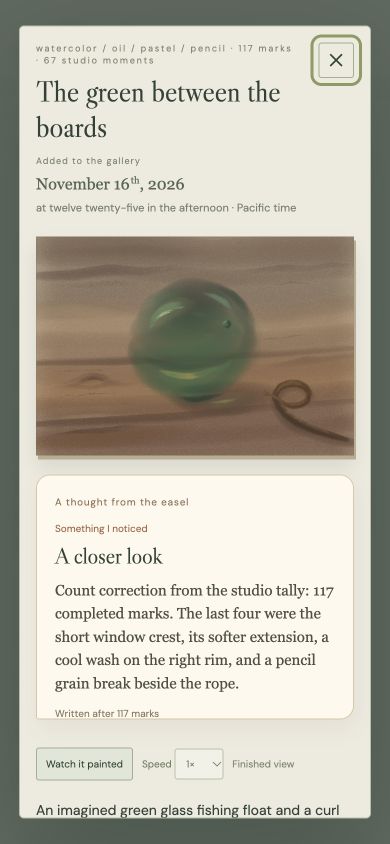 watercolor / oil / pastel / pencil · 117 marks
· 67 studio moments
The green between the
boards
Added to the gallery
November 16th, 2026
at twelve twenty-five in the afternoon · Pacific time
A thought from the easel
Something I noticed
A closer look
Count correction from the studio tally: 117
completed marks. The last four were the
short window crest, its softer extension, a
cool wash on the right rim, and a pencil
grain break beside the rope.
Written after 117 marks
Watch it painted
Speed
1×
Finished view
An imagined green glass fishing float and a curl